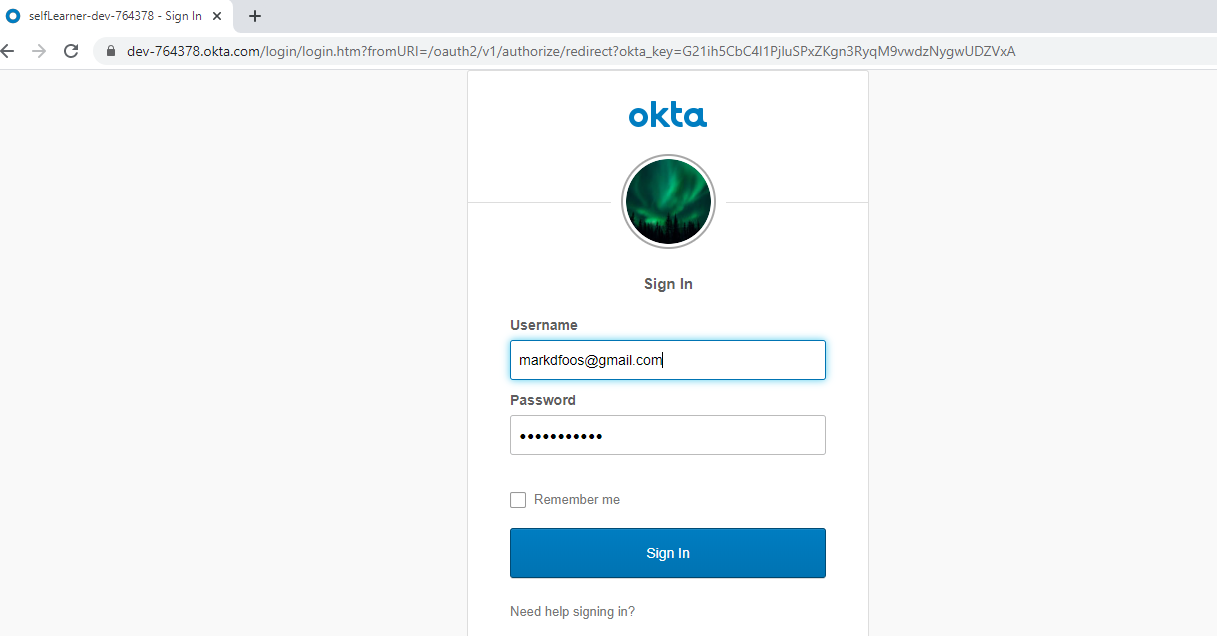 selfLearner-dev-764378 - Sign In
dev-764378.okta.com/login/login.htm?fromURI=/oauth2/v1/authorize/redirect?okta_key=G21ih5CbC4l1PjIuSPxZKgn3RyqM9vwdzNygwUDZVxA
okta
Sign In
Username
markdfoos@gmail.com
Password
•••••••••••
Remember me
Sign In
Need help signing in?